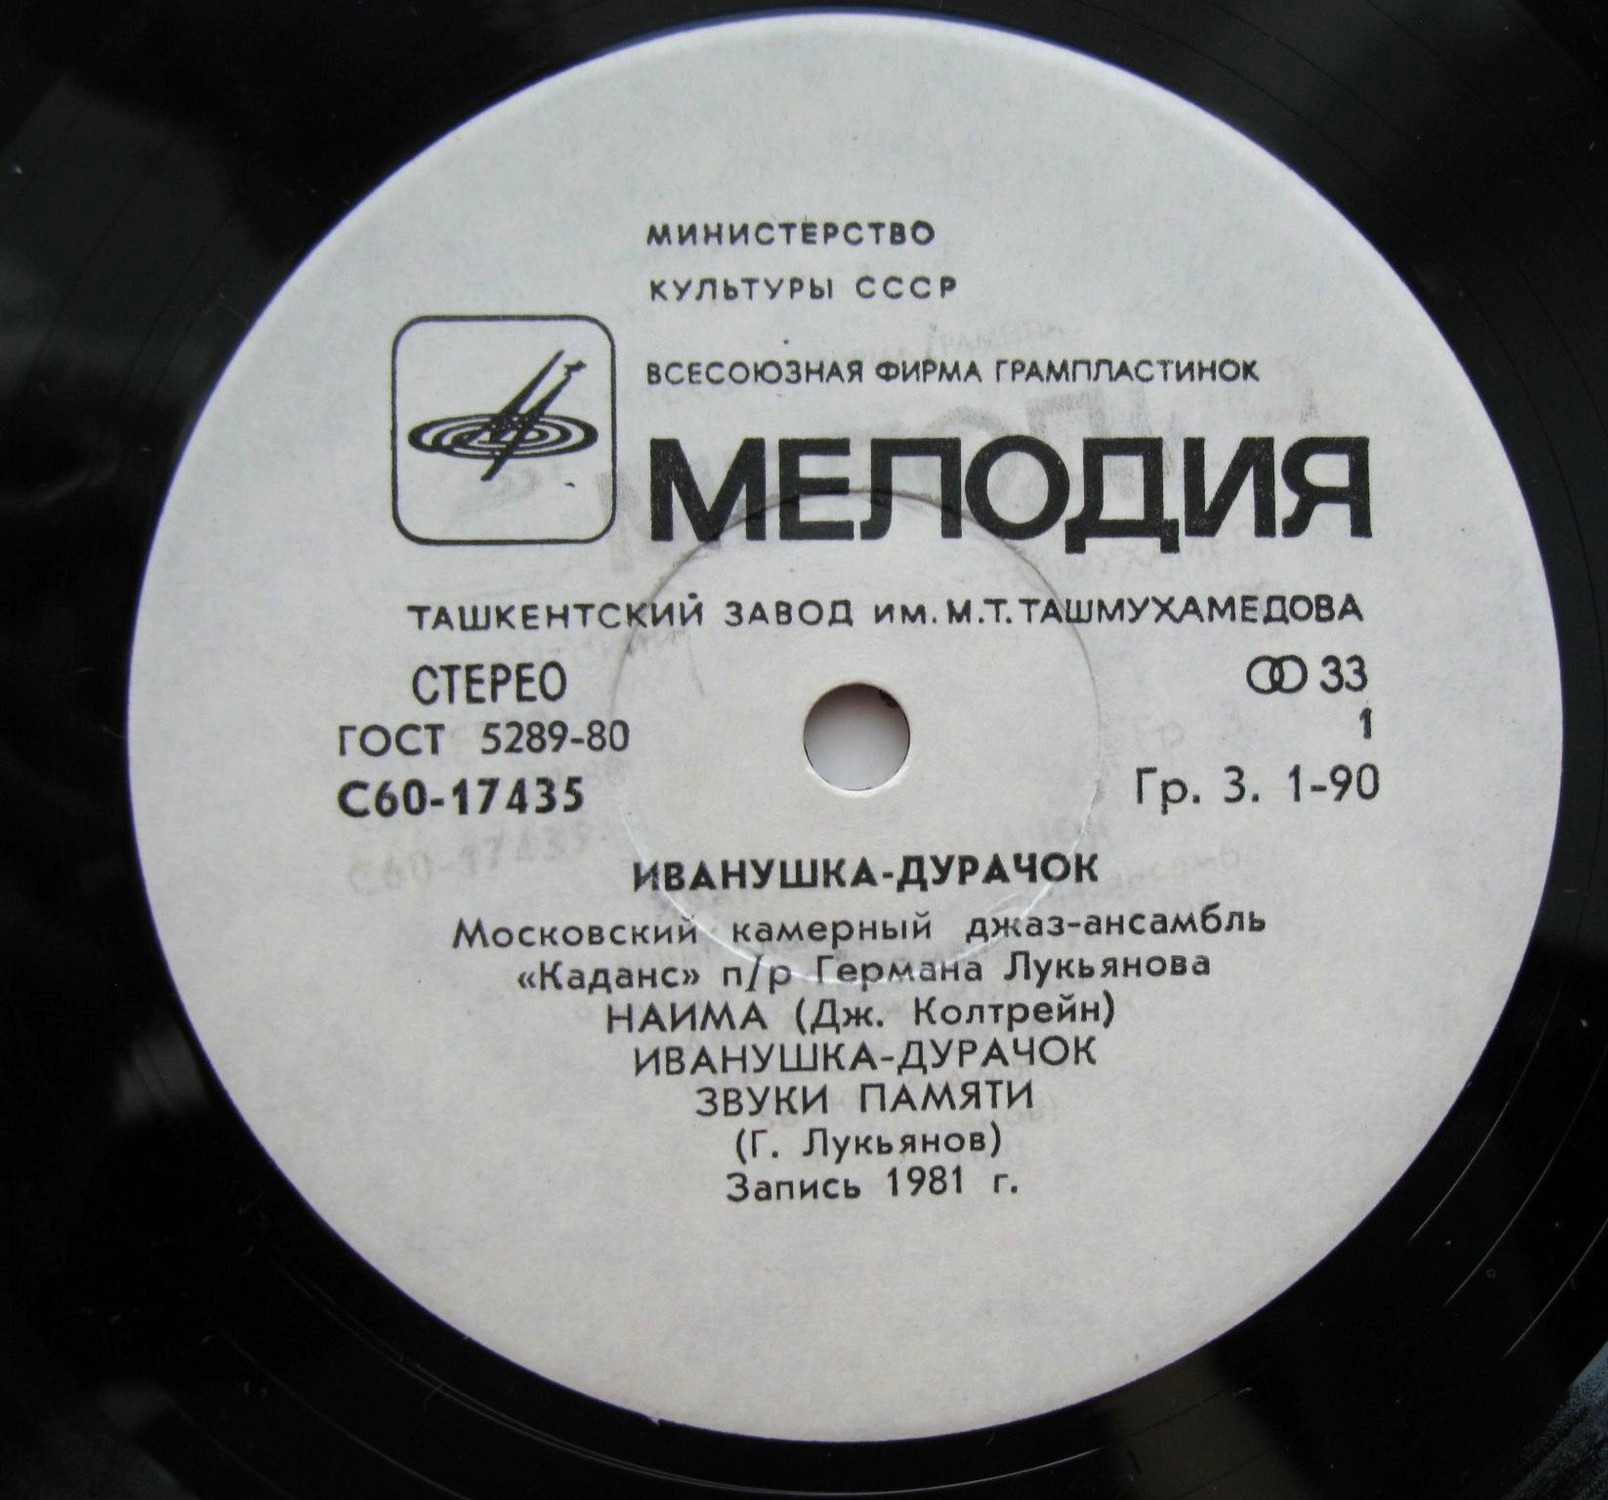 МИНИСТЕРСТВО
КУЛЬТУРЫ СССР
ВСЕСОЮЗНАЯ ФИРМА ГРАМПЛАСТИНОК
МЕЛОДИЯ
ТАШКЕНТСКИЙ ЗАВОД ИМ. М.Т. ТАШМУХАМЕДОВА
СТЕРЕО
33
ГОСТ 5289-80
1
С60-17435
Гр. 3. 1-90
ИВАНУШКА-ДУРАЧОК
Московский камерный джаз-ансамбль
«Каданс» п/р Германа Лукьянова
НАИМА (Дж. Колтрейн)
ИВАНУШКА-ДУРАЧОК
ЗВУКИ ПАМЯТИ
(Г. Лукьянов)
Запись 1981 г.